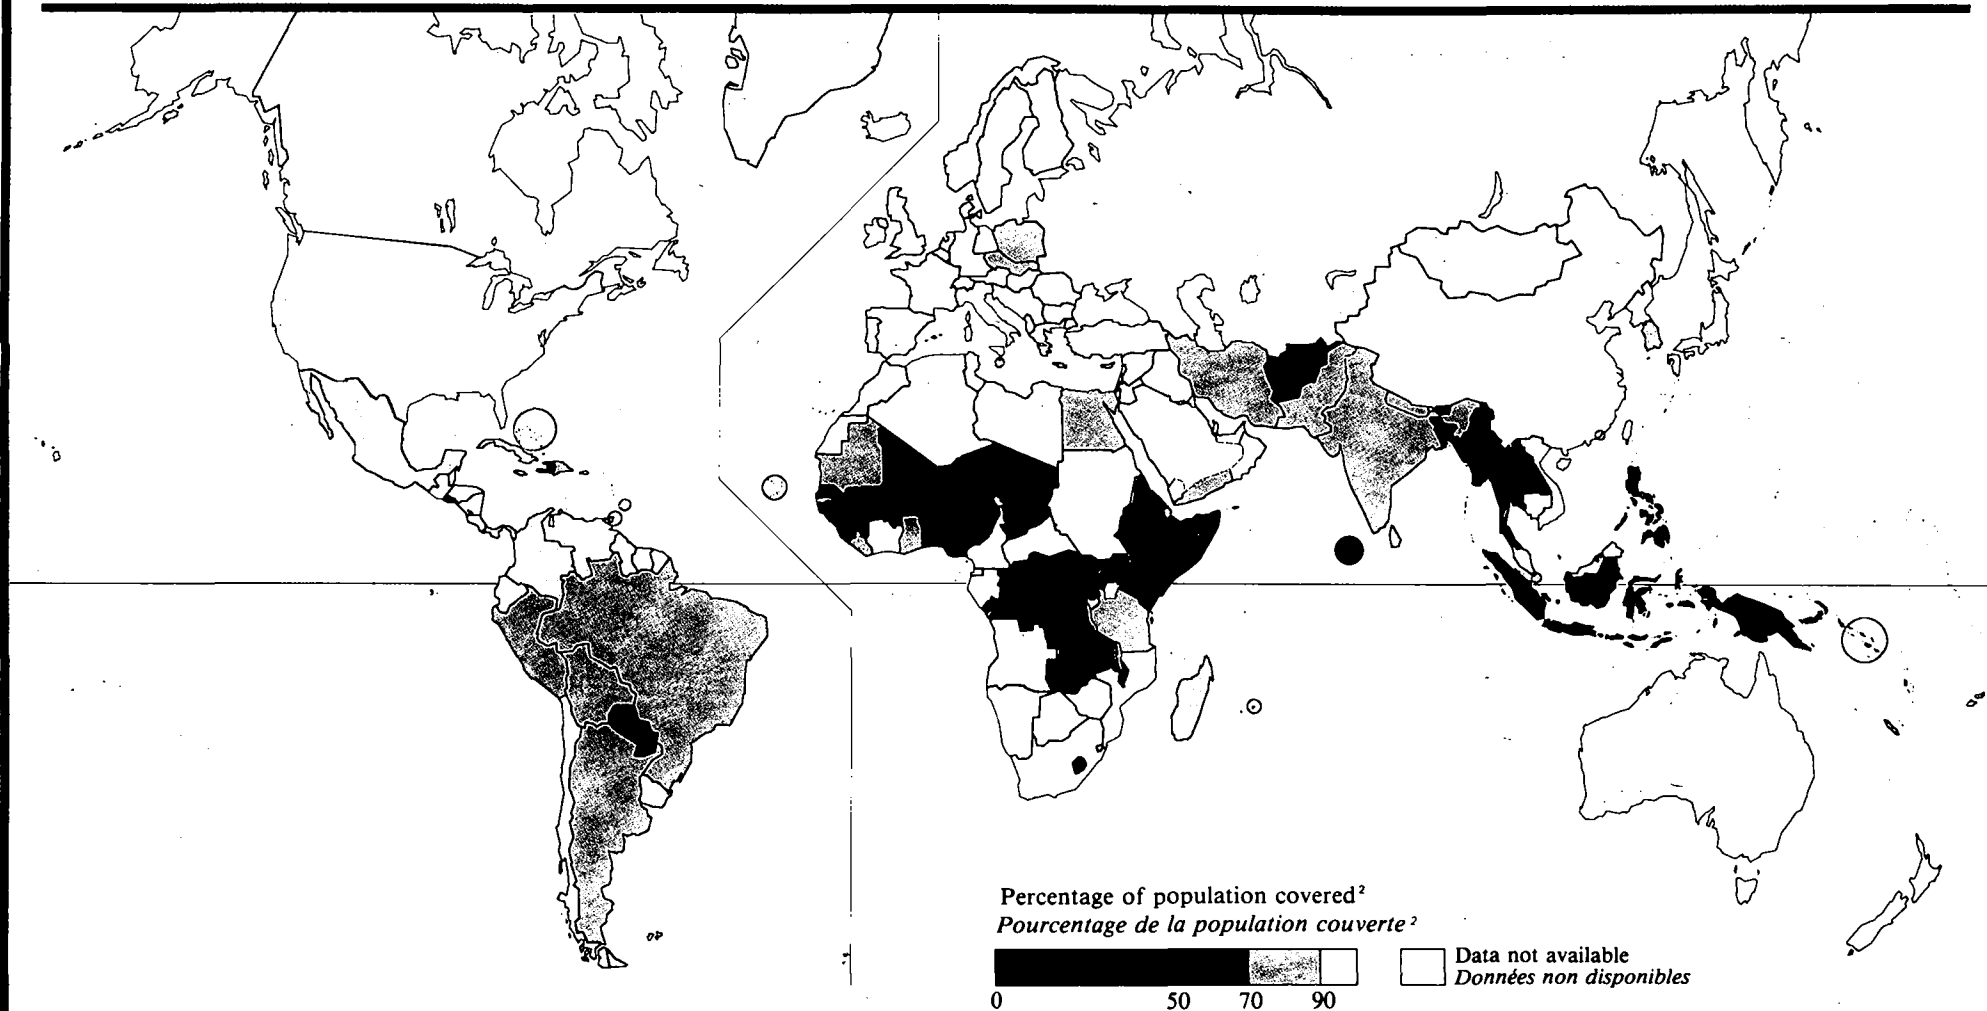 Percentage of population covered²
Pourcentage de la population couverte²
Data not available
Données non disponibles
0 50 70 90